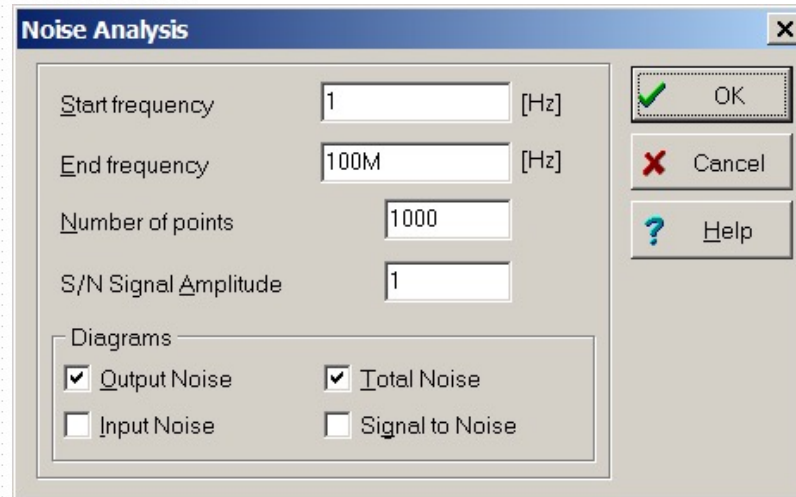 Noise Analysis
Start frequency 1 [Hz]
End frequency 100M [Hz]
Number of points 1000
S/N Signal Amplitude 1
Diagrams
Output Noise Total Noise
Input Noise Signal to Noise
OK
Cancel
Help